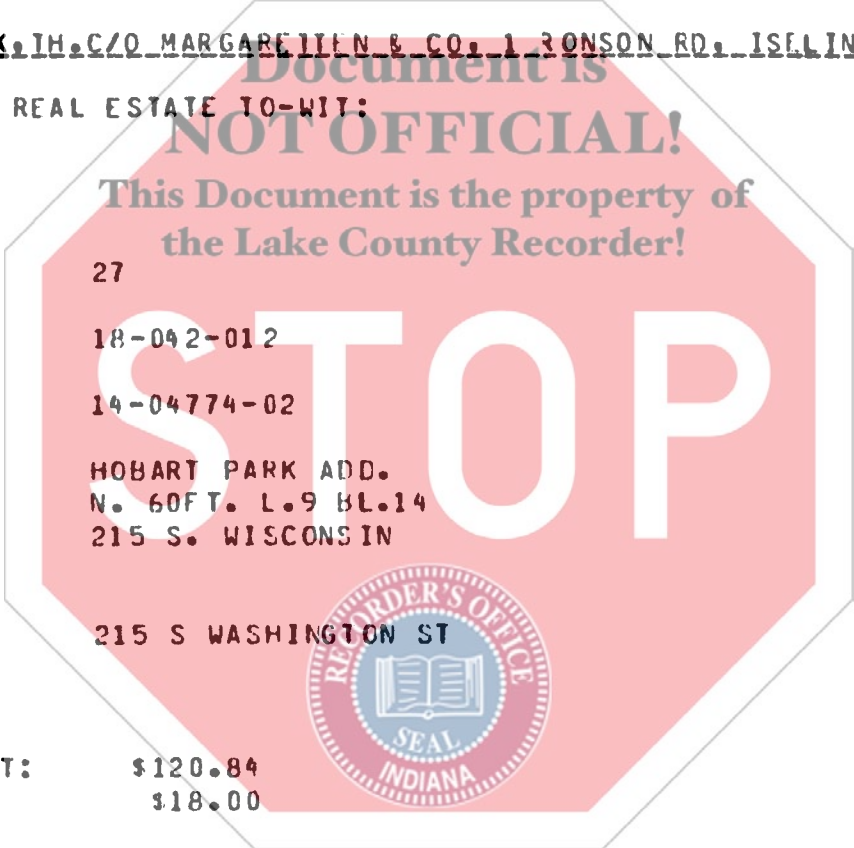 K.TH.C/O MARGARETTEN & CO. 1 RONSON RD. ISELIN
Document is
REAL ESTATE TO-WIT:
NOT OFFICIAL!
This Document is the property of
the Lake County Recorder!
27
STOP
18-042-012
14-04774-02
HOBART PARK ADD.
N. 60FT. L.9 BL.14
215 S. WISCONSIN
215 S WASHINGTON ST
RECORDER'S OFFICE
SEAL
INDIANA
T: $120.84
$18.00